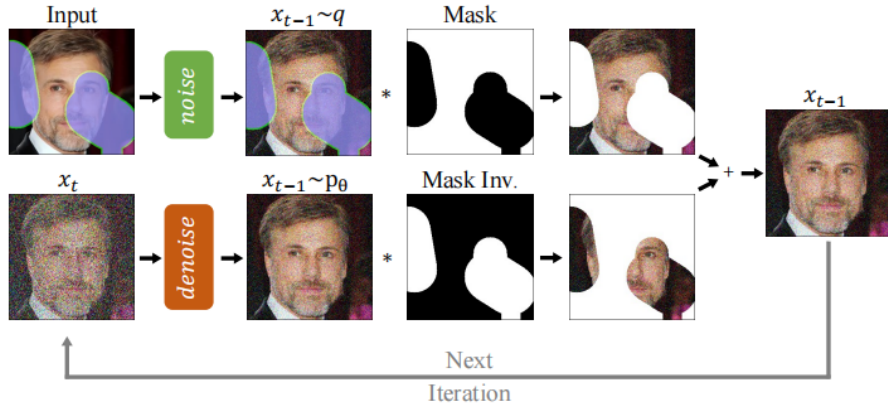 Input
x_{t−1}~q
Mask
noise
*
x_{t−1}
x_t
x_{t−1}~p_θ
Mask Inv.
+
denoise
*
Next
Iteration